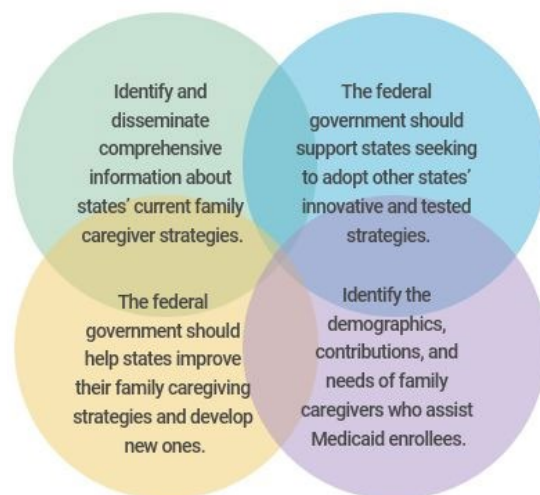 Identify and
disseminate
comprehensive
information about
states' current family
caregiver strategies.
The federal
government should
support states seeking
to adopt other states'
innovative and tested
strategies.
The federal
government should
help states improve
their family caregiving
strategies and develop
new ones.
Identify the
demographics,
contributions, and
needs of family
caregivers who assist
Medicaid enrollees.